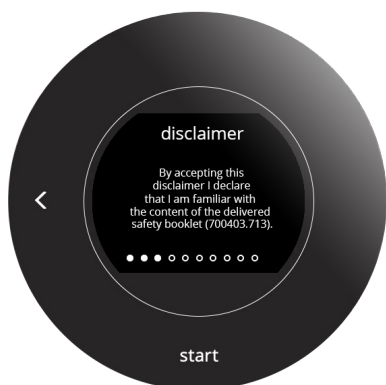 disclaimer
By accepting this
disclaimer I declare
that I am familiar with
the content of the delivered
safety booklet (700403.713).
<
start